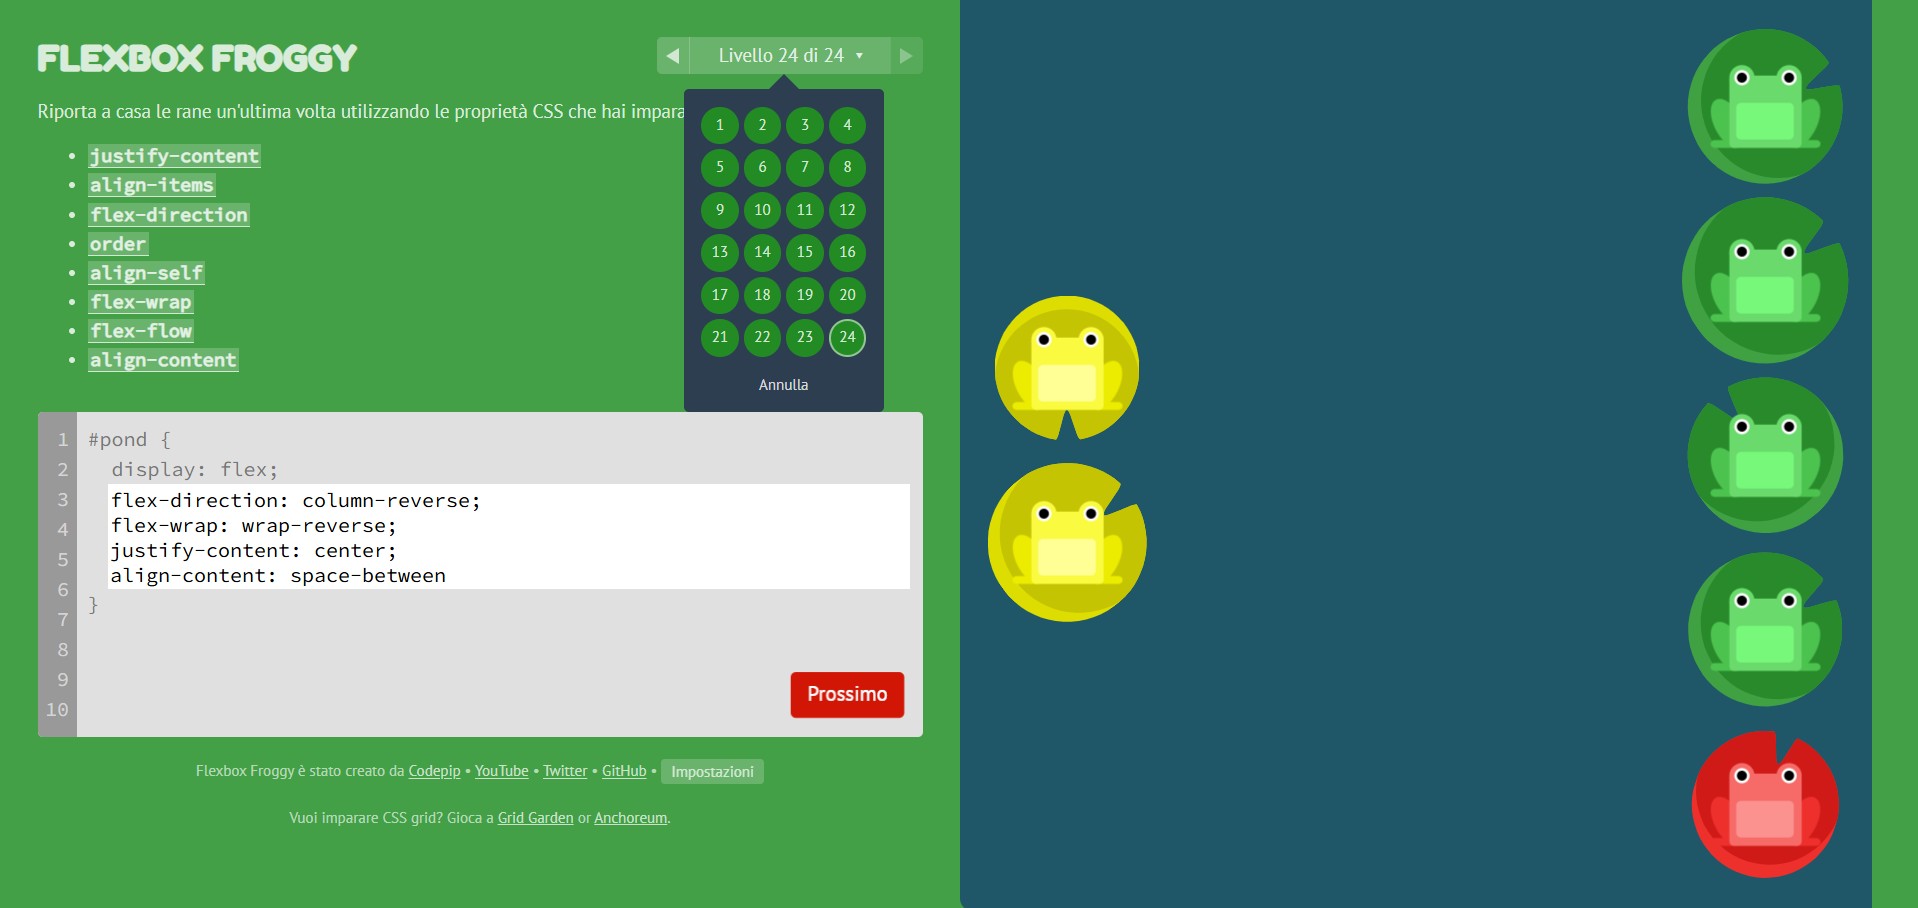 FLEXBOX FROGGY
◀ Livello 24 di 24 ▼ ▶
Riporta a casa le rane un'ultima volta utilizzando le proprietà CSS che hai impara
• justify-content
• align-items
• flex-direction
• order
• align-self
• flex-wrap
• flex-flow
• align-content
1 2 3 4
5 6 7 8
9 10 11 12
13 14 15 16
17 18 19 20
21 22 23 24
Annulla
1 #pond {
2 display: flex;
3 flex-direction: column-reverse;
4 flex-wrap: wrap-reverse;
5 justify-content: center;
6 align-content: space-between
7 }
8
9
10
Prossimo
Flexbox Froggy è stato creato da Codepip • YouTube • Twitter • GitHub • Impostazioni
Vuoi imparare CSS grid? Gioca a Grid Garden or Anchoreum.